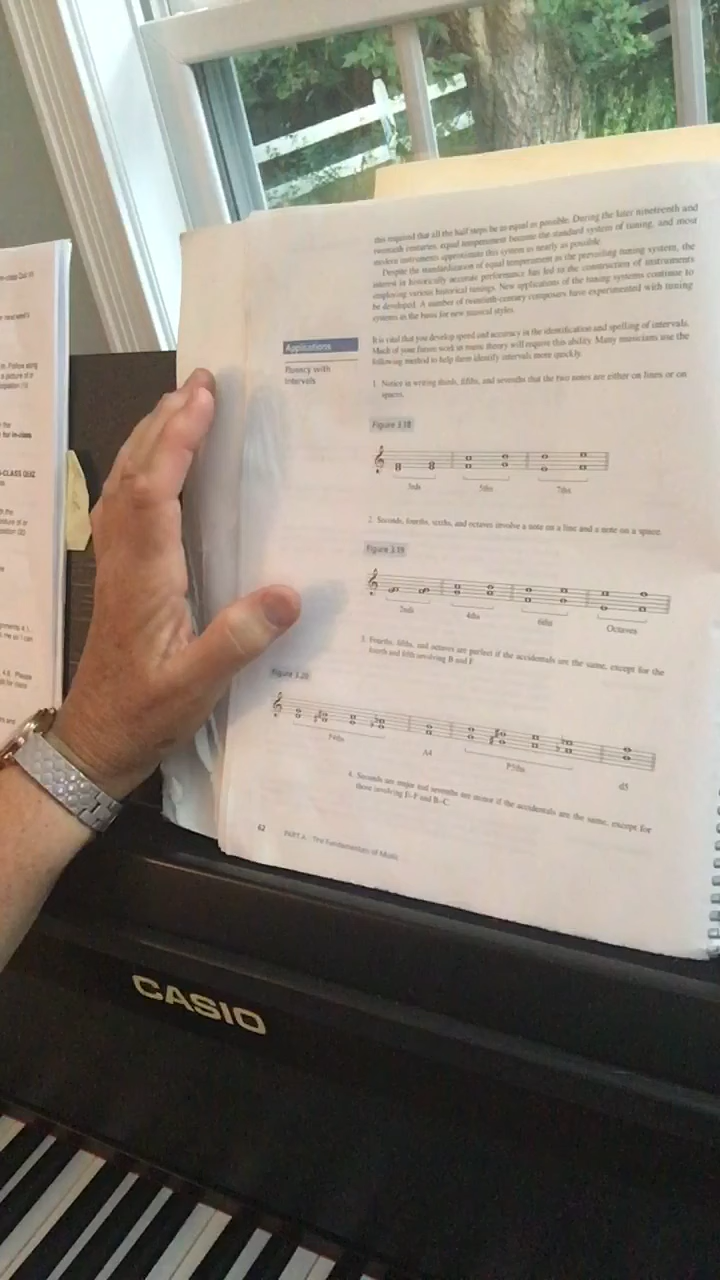 this required that all the half steps be as equal as possible. During the later nineteenth and
twentieth centuries, equal temperament became the standard system of tuning, and most
modern instruments approximate this system as nearly as possible.
Despite the standardization of equal temperament as the prevailing tuning system, the
interest in historically accurate performance has led to the construction of instruments
employing various historical tunings. New applications of the tuning systems continue to
be developed. A number of twentieth-century composers have experimented with tuning
systems as the basis for new musical styles.
Applications
Fluency with
Intervals
It is vital that you develop speed and accuracy in the identification and spelling of intervals.
Much of your future work in music theory will require this ability. Many musicians use the
following method to help them identify intervals more quickly.
1. Notice in writing thirds, fifths, and sevenths that the two notes are either on lines or on
spaces.
Figure 3.18
3rds 5ths 7ths
2. Seconds, fourths, sixths, and octaves involve a note on a line and a note on a space.
Figure 3.19
2nds 4ths 6ths Octaves
3. Fourths, fifths, and octaves are perfect if the accidentals are the same, except for the
fourth and fifth involving B and F.
Figure 3.20
P4ths A4 P5ths d5
4. Seconds are major and sevenths are minor if the accidentals are the same, except for
those involving E–F and B–C.
62 PART A The Fundamentals of Music
CASIO